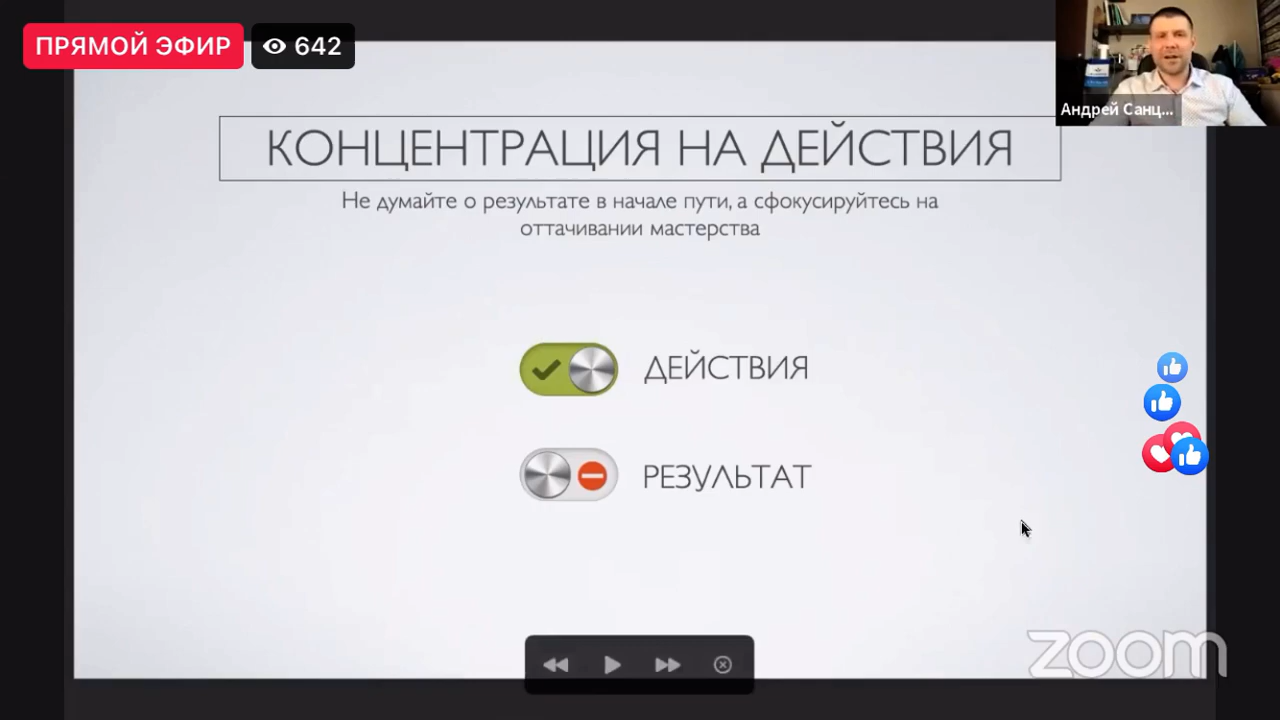 ПРЯМОЙ ЭФИР
642
Андрей Санц...
КОНЦЕНТРАЦИЯ НА ДЕЙСТВИЯ
Не думайте о результате в начале пути, а сфокусируйтесь на
оттачивании мастерства
ДЕЙСТВИЯ
РЕЗУЛЬТАТ
zoom